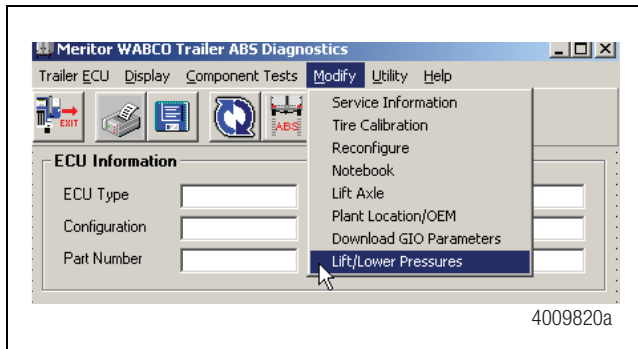 Meritor WABCO Trailer ABS Diagnostics
Trailer ECU Display Component Tests Modify Utility Help
EXIT ABS
Service Information
Tire Calibration
Reconfigure
Notebook
Lift Axle
Plant Location/OEM
Download GIO Parameters
Lift/Lower Pressures
ECU Information
ECU Type
Configuration
Part Number
4009820a